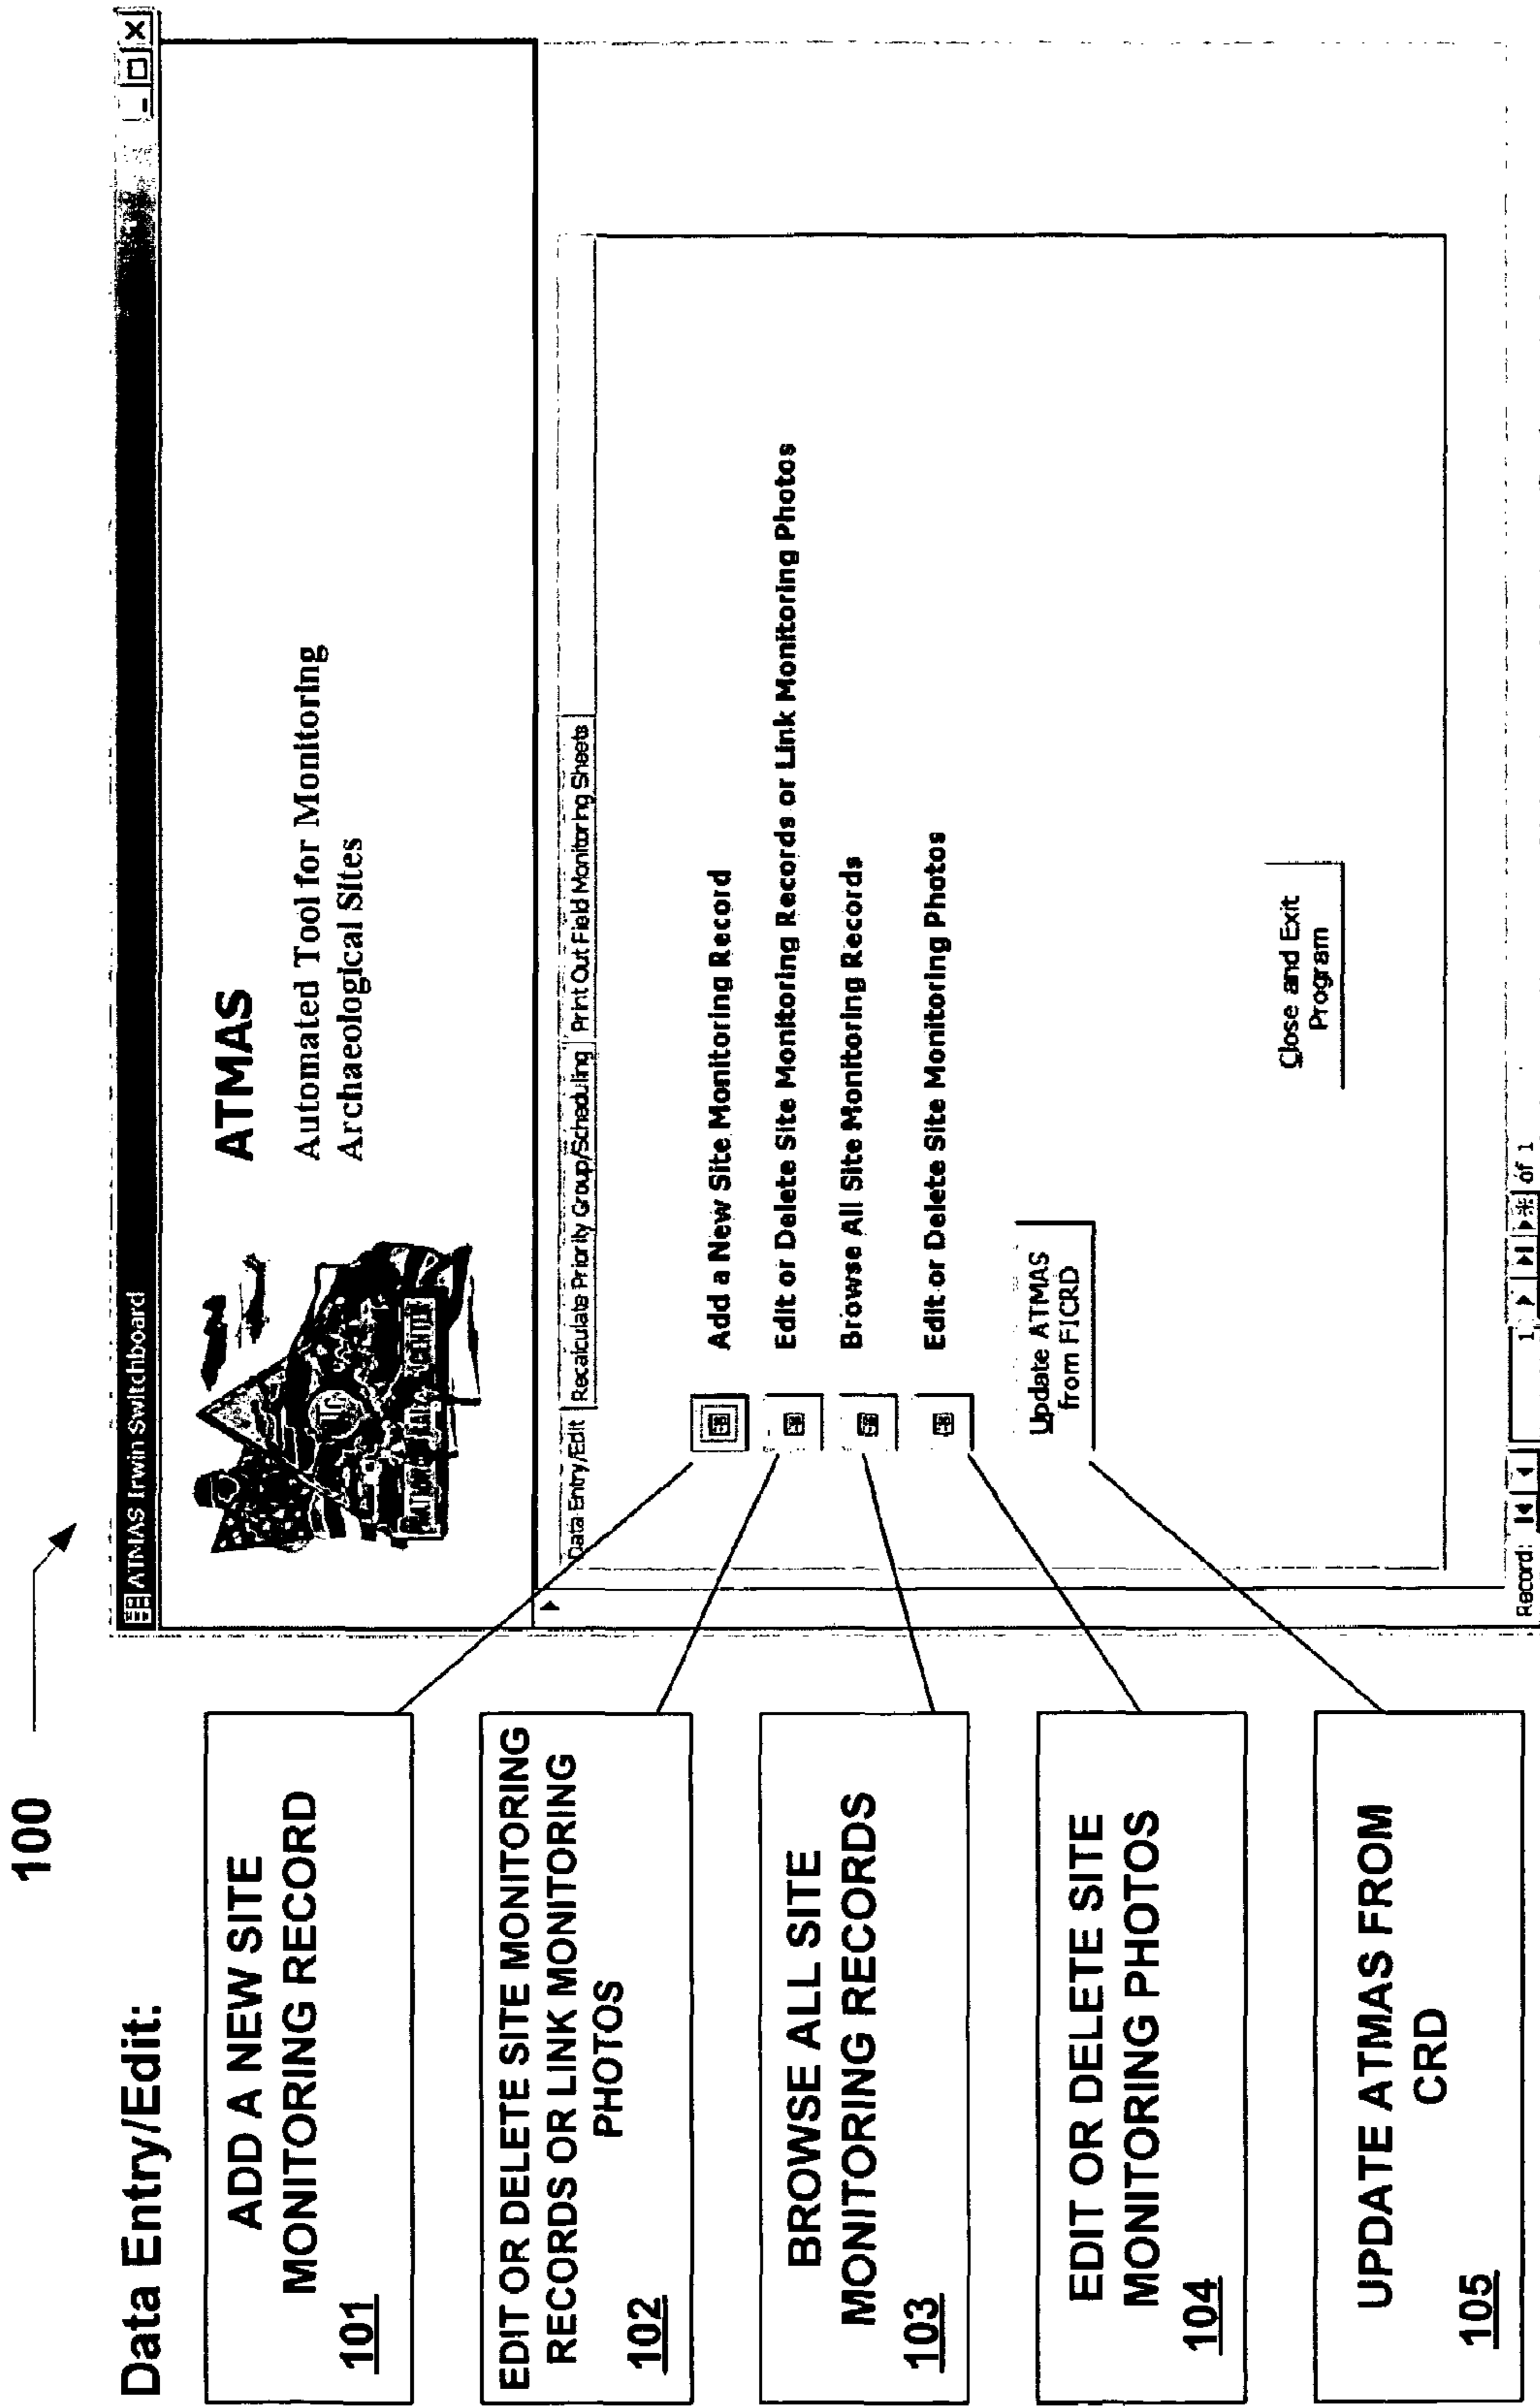 100
Data Entry/Edit:
ADD A NEW SITE
MONITORING RECORD
101
EDIT OR DELETE SITE MONITORING
RECORDS OR LINK MONITORING
PHOTOS
102
BROWSE ALL SITE
MONITORING RECORDS
103
EDIT OR DELETE SITE
MONITORING PHOTOS
104
UPDATE ATMAS FROM
CRD
105
ATMAS Irwin Switchboard
ATMAS
Automated Tool for Monitoring
Archaeological Sites
Data Entry/Edit Recalculate Priority Group/Scheduling Print Out Field Monitoring Sheets
Add a New Site Monitoring Record
Edit or Delete Site Monitoring Records or Link Monitoring Photos
Browse All Site Monitoring Records
Edit or Delete Site Monitoring Photos
Update ATMAS
from FICRD
Close and Exit
Program
Record: 1 of 1